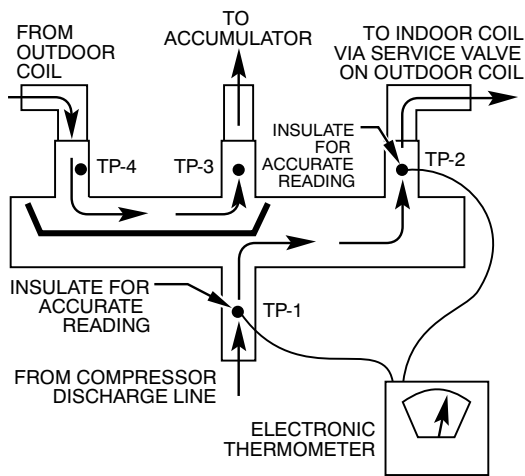 FROM
OUTDOOR
COIL
TO
ACCUMULATOR
TO INDOOR COIL
VIA SERVICE VALVE
ON OUTDOOR COIL
INSULATE
FOR
ACCURATE
READING
TP-4
TP-3
TP-2
INSULATE FOR
ACCURATE
READING
TP-1
FROM COMPRESSOR
DISCHARGE LINE
ELECTRONIC
THERMOMETER